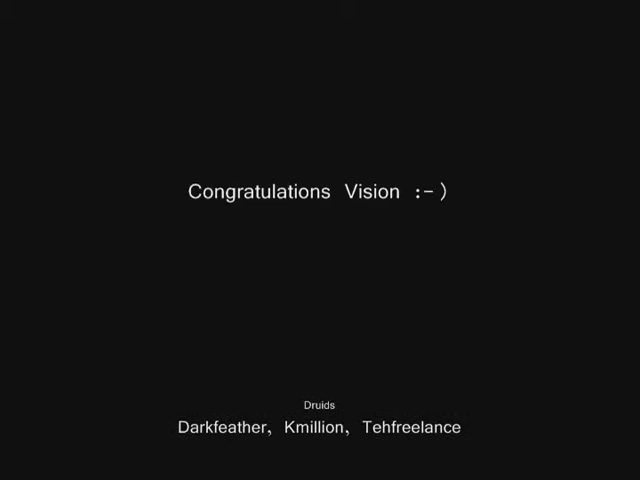 Congratulations Vision :-)
Druids
Darkfeather, Kmillion, Tehfreelance